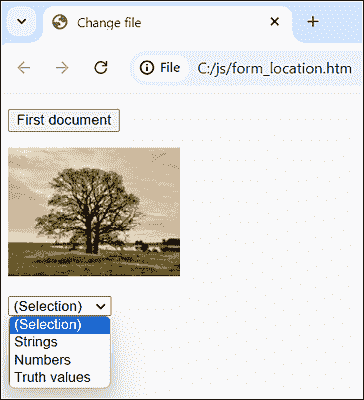 Change file
File C:/js/form_location.htm
First document
(Selection)
(Selection)
Strings
Numbers
Truth values